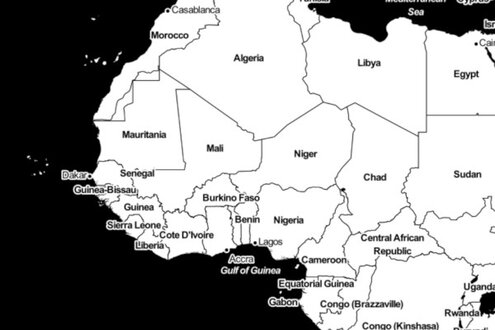 Mediterranean
Sea
Casablanca
Morocco
Algeria
Libya
Egypt
Mauritania
Mali
Niger
Chad
Sudan
Dakar
Senegal
Guinea-Bissau
Guinea
Burkino Faso
Sierra Leone
Cote D'Ivoire
Benin
Nigeria
Liberia
Accra
Lagos
Gulf of Guinea
Central African
Republic
Cameroon
Equatorial Guinea
Gabon
Congo (Brazzaville)
Uganda
Rwanda
Congo (Kinshasa)